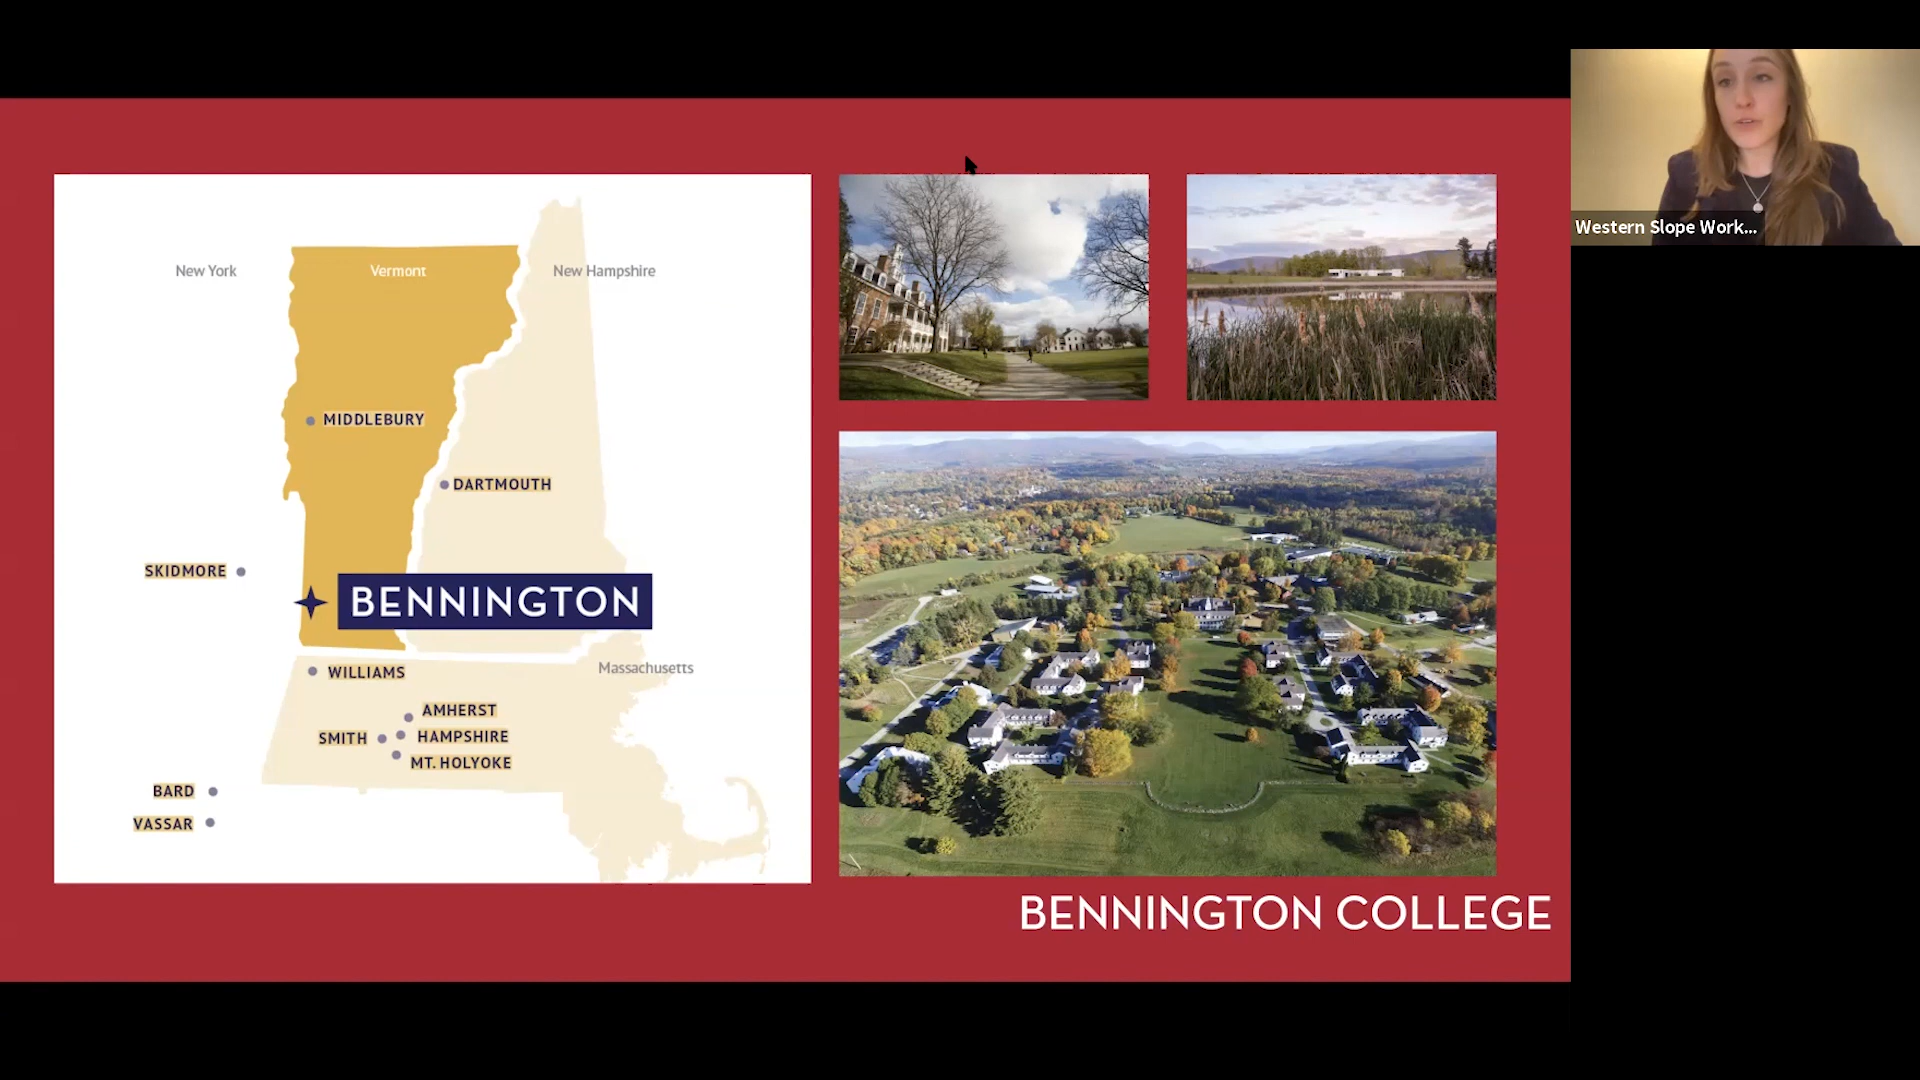 New York
Vermont
New Hampshire
MIDDLEBURY
DARTMOUTH
SKIDMORE
BENNINGTON
WILLIAMS
Massachusetts
AMHERST
SMITH
HAMPSHIRE
MT. HOLYOKE
BARD
VASSAR
BENNINGTON COLLEGE
Western Slope Work...